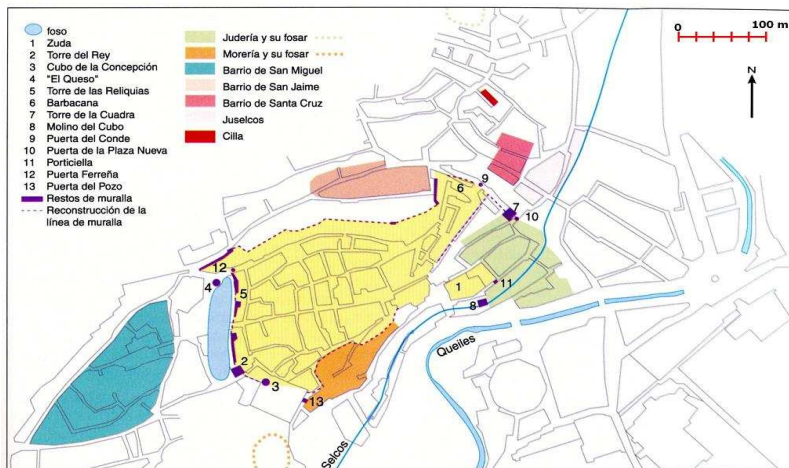 foso
1 Zuda
2 Torre del Rey
3 Cubo de la Concepción
4 "El Queso"
5 Torre de las Reliquias
6 Barbacana
7 Torre de la Cuadra
8 Molino del Cubo
9 Puerta del Conde
10 Puerta de la Plaza Nueva
11 Porticiella
12 Puerta Ferreña
13 Puerta del Pozo
Restos de muralla
Reconstrucción de la
línea de muralla
Judería y su fosar
Morería y su fosar
Barrio de San Miguel
Barrio de San Jaime
Barrio de Santa Cruz
Juselcos
Cilla
0 100 m
N
9
6
7
10
12
4
5
1
11
8
Queiles
2
3
13
Selcos